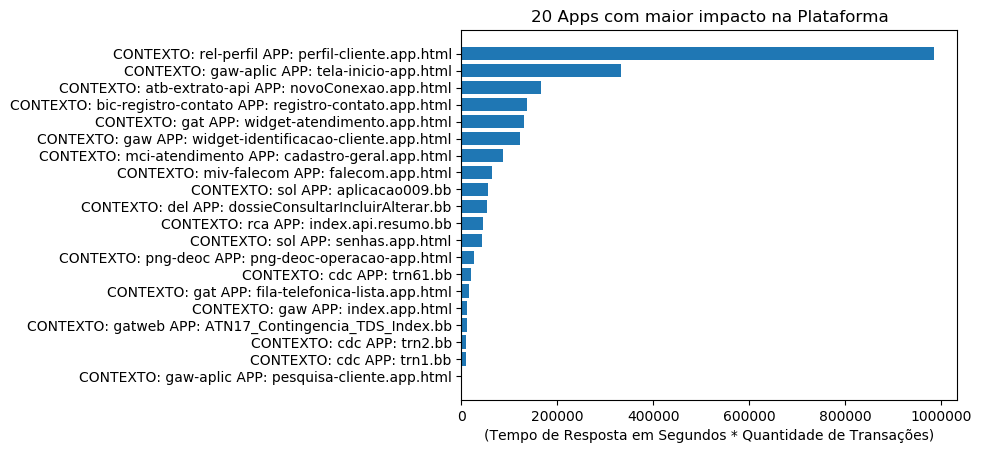 20 Apps com maior impacto na Plataforma
CONTEXTO: rel-perfil APP: perfil-cliente.app.html
CONTEXTO: gaw-aplic APP: tela-inicio-app.html
CONTEXTO: atb-extrato-api APP: novoConexao.app.html
CONTEXTO: bic-registro-contato APP: registro-contato.app.html
CONTEXTO: gat APP: widget-atendimento.app.html
CONTEXTO: gaw APP: widget-identificacao-cliente.app.html
CONTEXTO: mci-atendimento APP: cadastro-geral.app.html
CONTEXTO: miv-falecom APP: falecom.app.html
CONTEXTO: sol APP: aplicacao009.bb
CONTEXTO: del APP: dossieConsultarIncluirAlterar.bb
CONTEXTO: rca APP: index.api.resumo.bb
CONTEXTO: sol APP: senhas.app.html
CONTEXTO: png-deoc APP: png-deoc-operacao-app.html
CONTEXTO: cdc APP: trn61.bb
CONTEXTO: gat APP: fila-telefonica-lista.app.html
CONTEXTO: gaw APP: index.app.html
CONTEXTO: gatweb APP: ATN17_Contingencia_TDS_Index.bb
CONTEXTO: cdc APP: trn2.bb
CONTEXTO: cdc APP: trn1.bb
CONTEXTO: gaw-aplic APP: pesquisa-cliente.app.html
0 200000 400000 600000 800000 1000000
(Tempo de Resposta em Segundos * Quantidade de Transações)